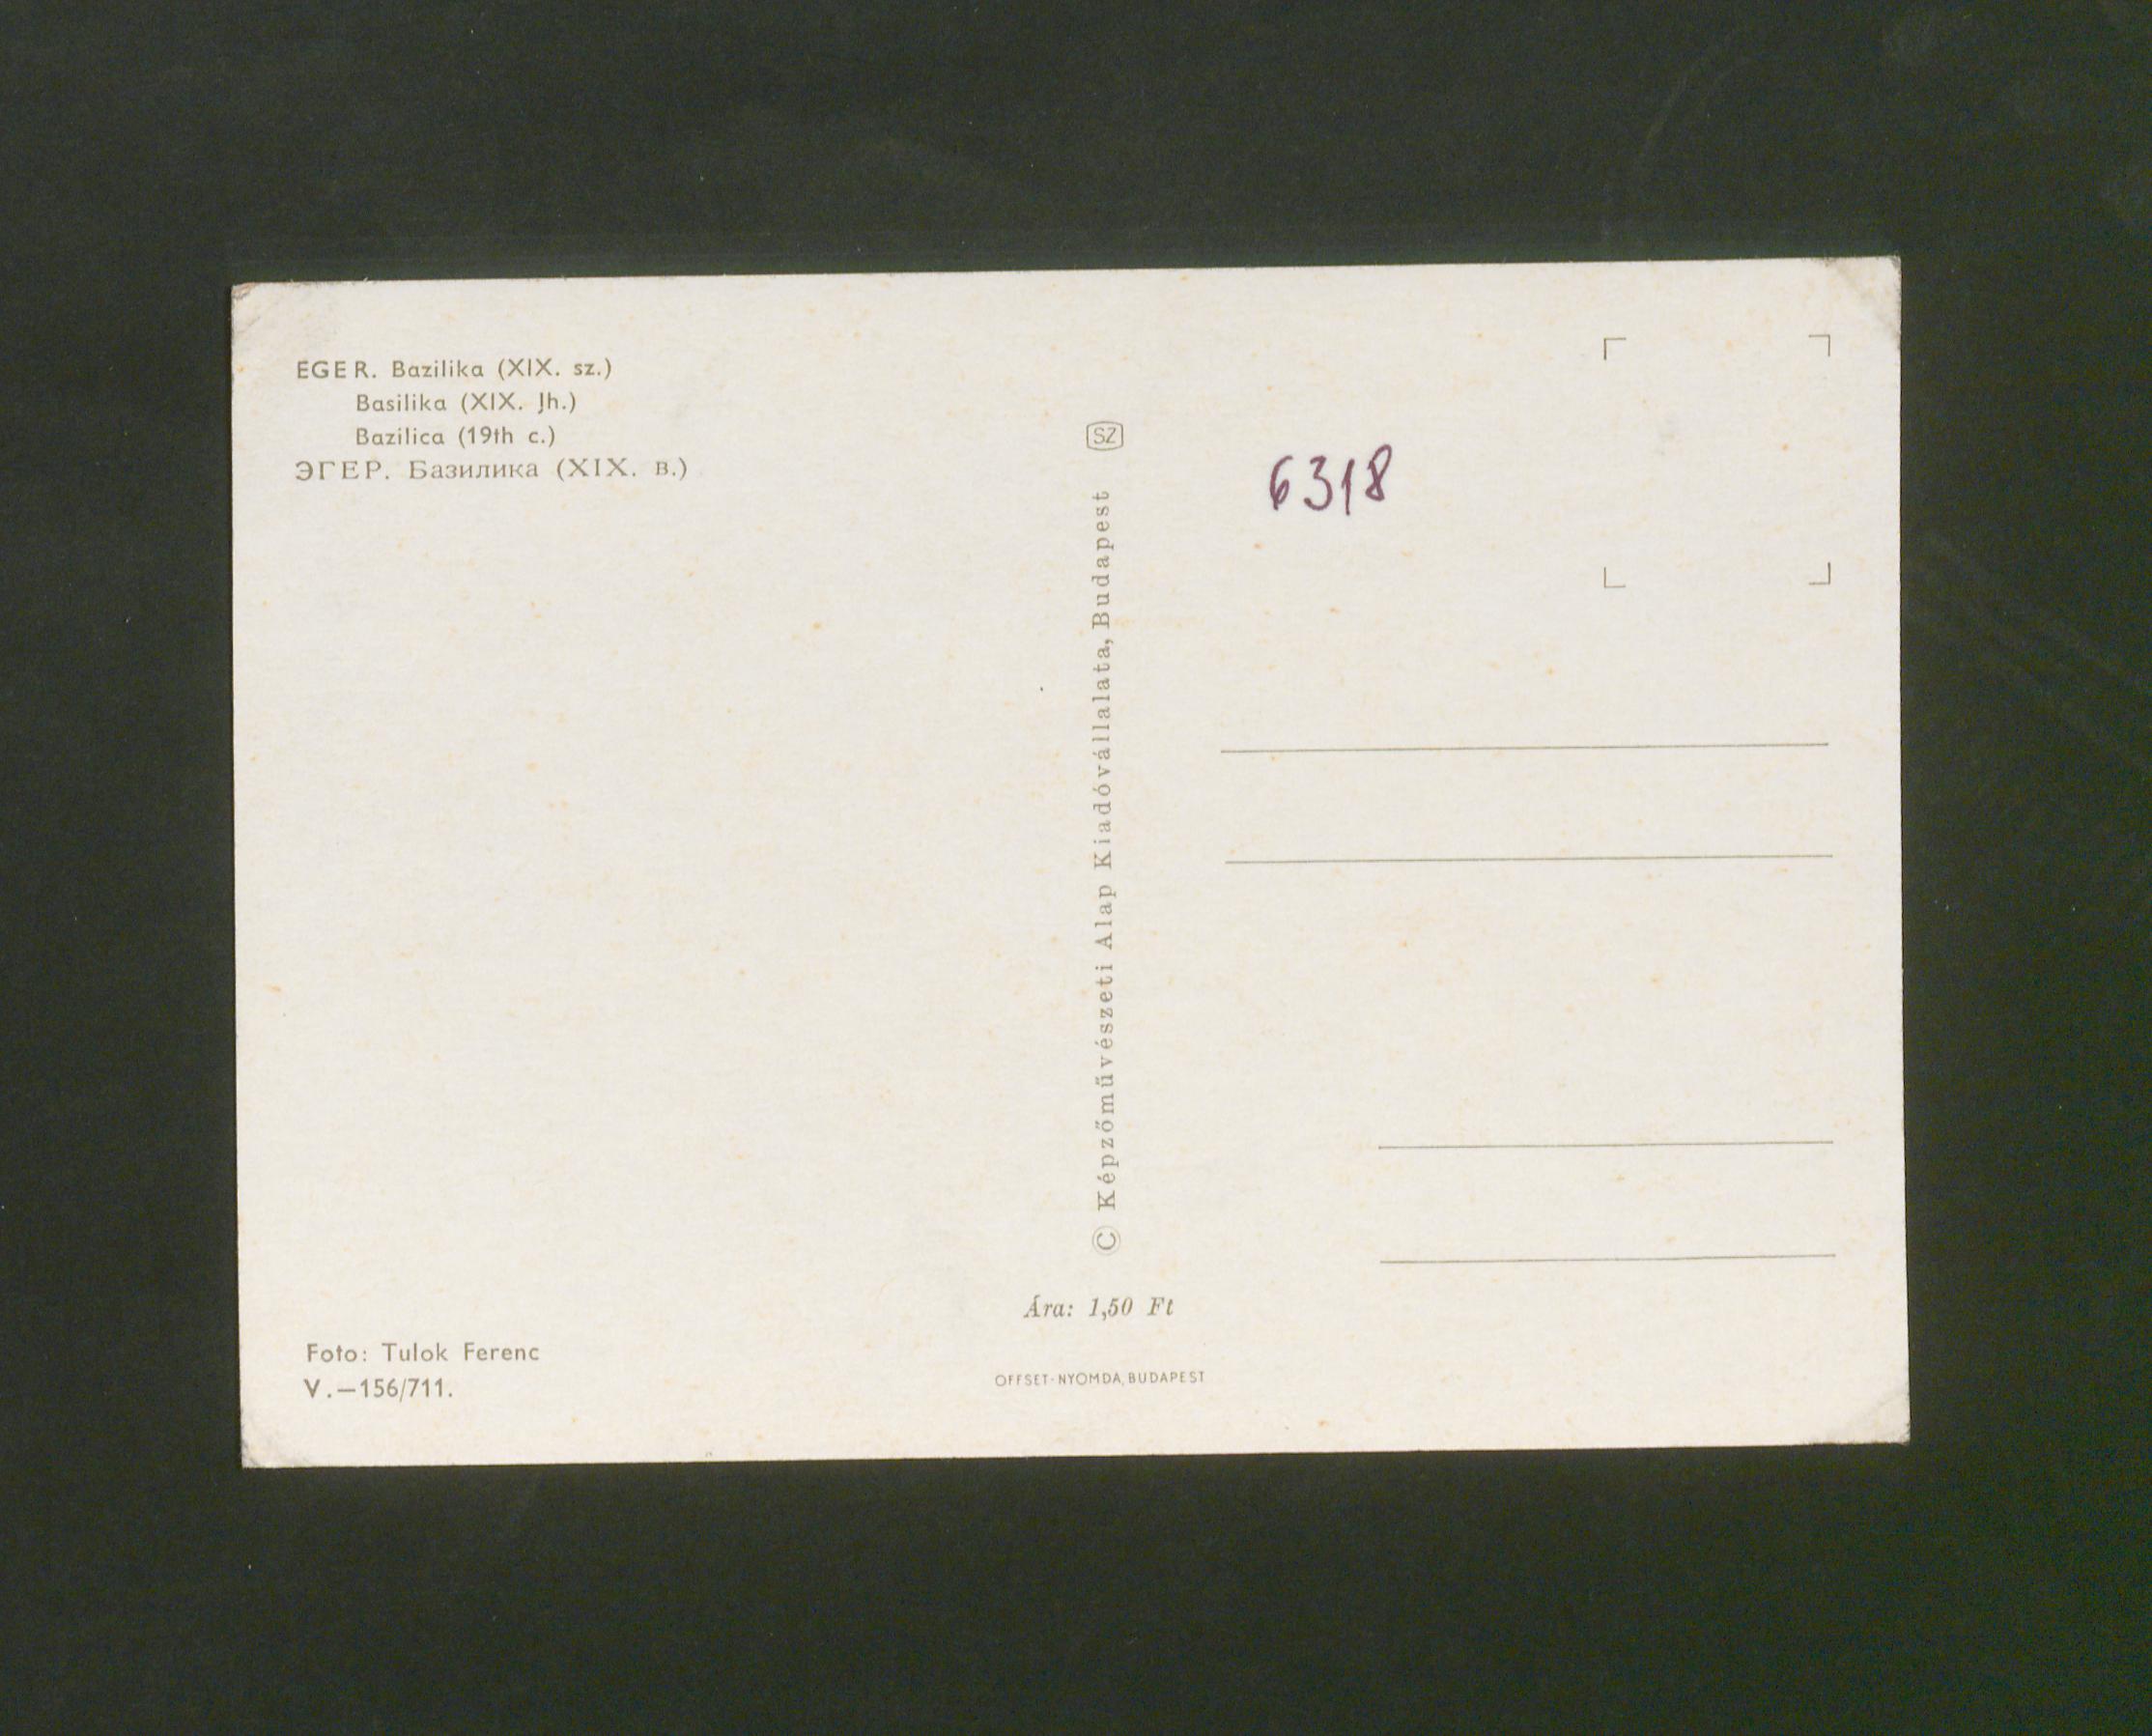 EGER. Bazilika (XIX. sz.)
Basilika (XIX. Jh.)
Bazilica (19th c.)
ЭГЕР. Базилика (XIX. в.)
Foto: Tulok Ferenc
V.—156/711.
SZ
© Képzőművészeti Alap Kiadóvállalata, Budapest
Ára: 1,50 Ft
OFFSET-NYOMDA, BUDAPEST
6318